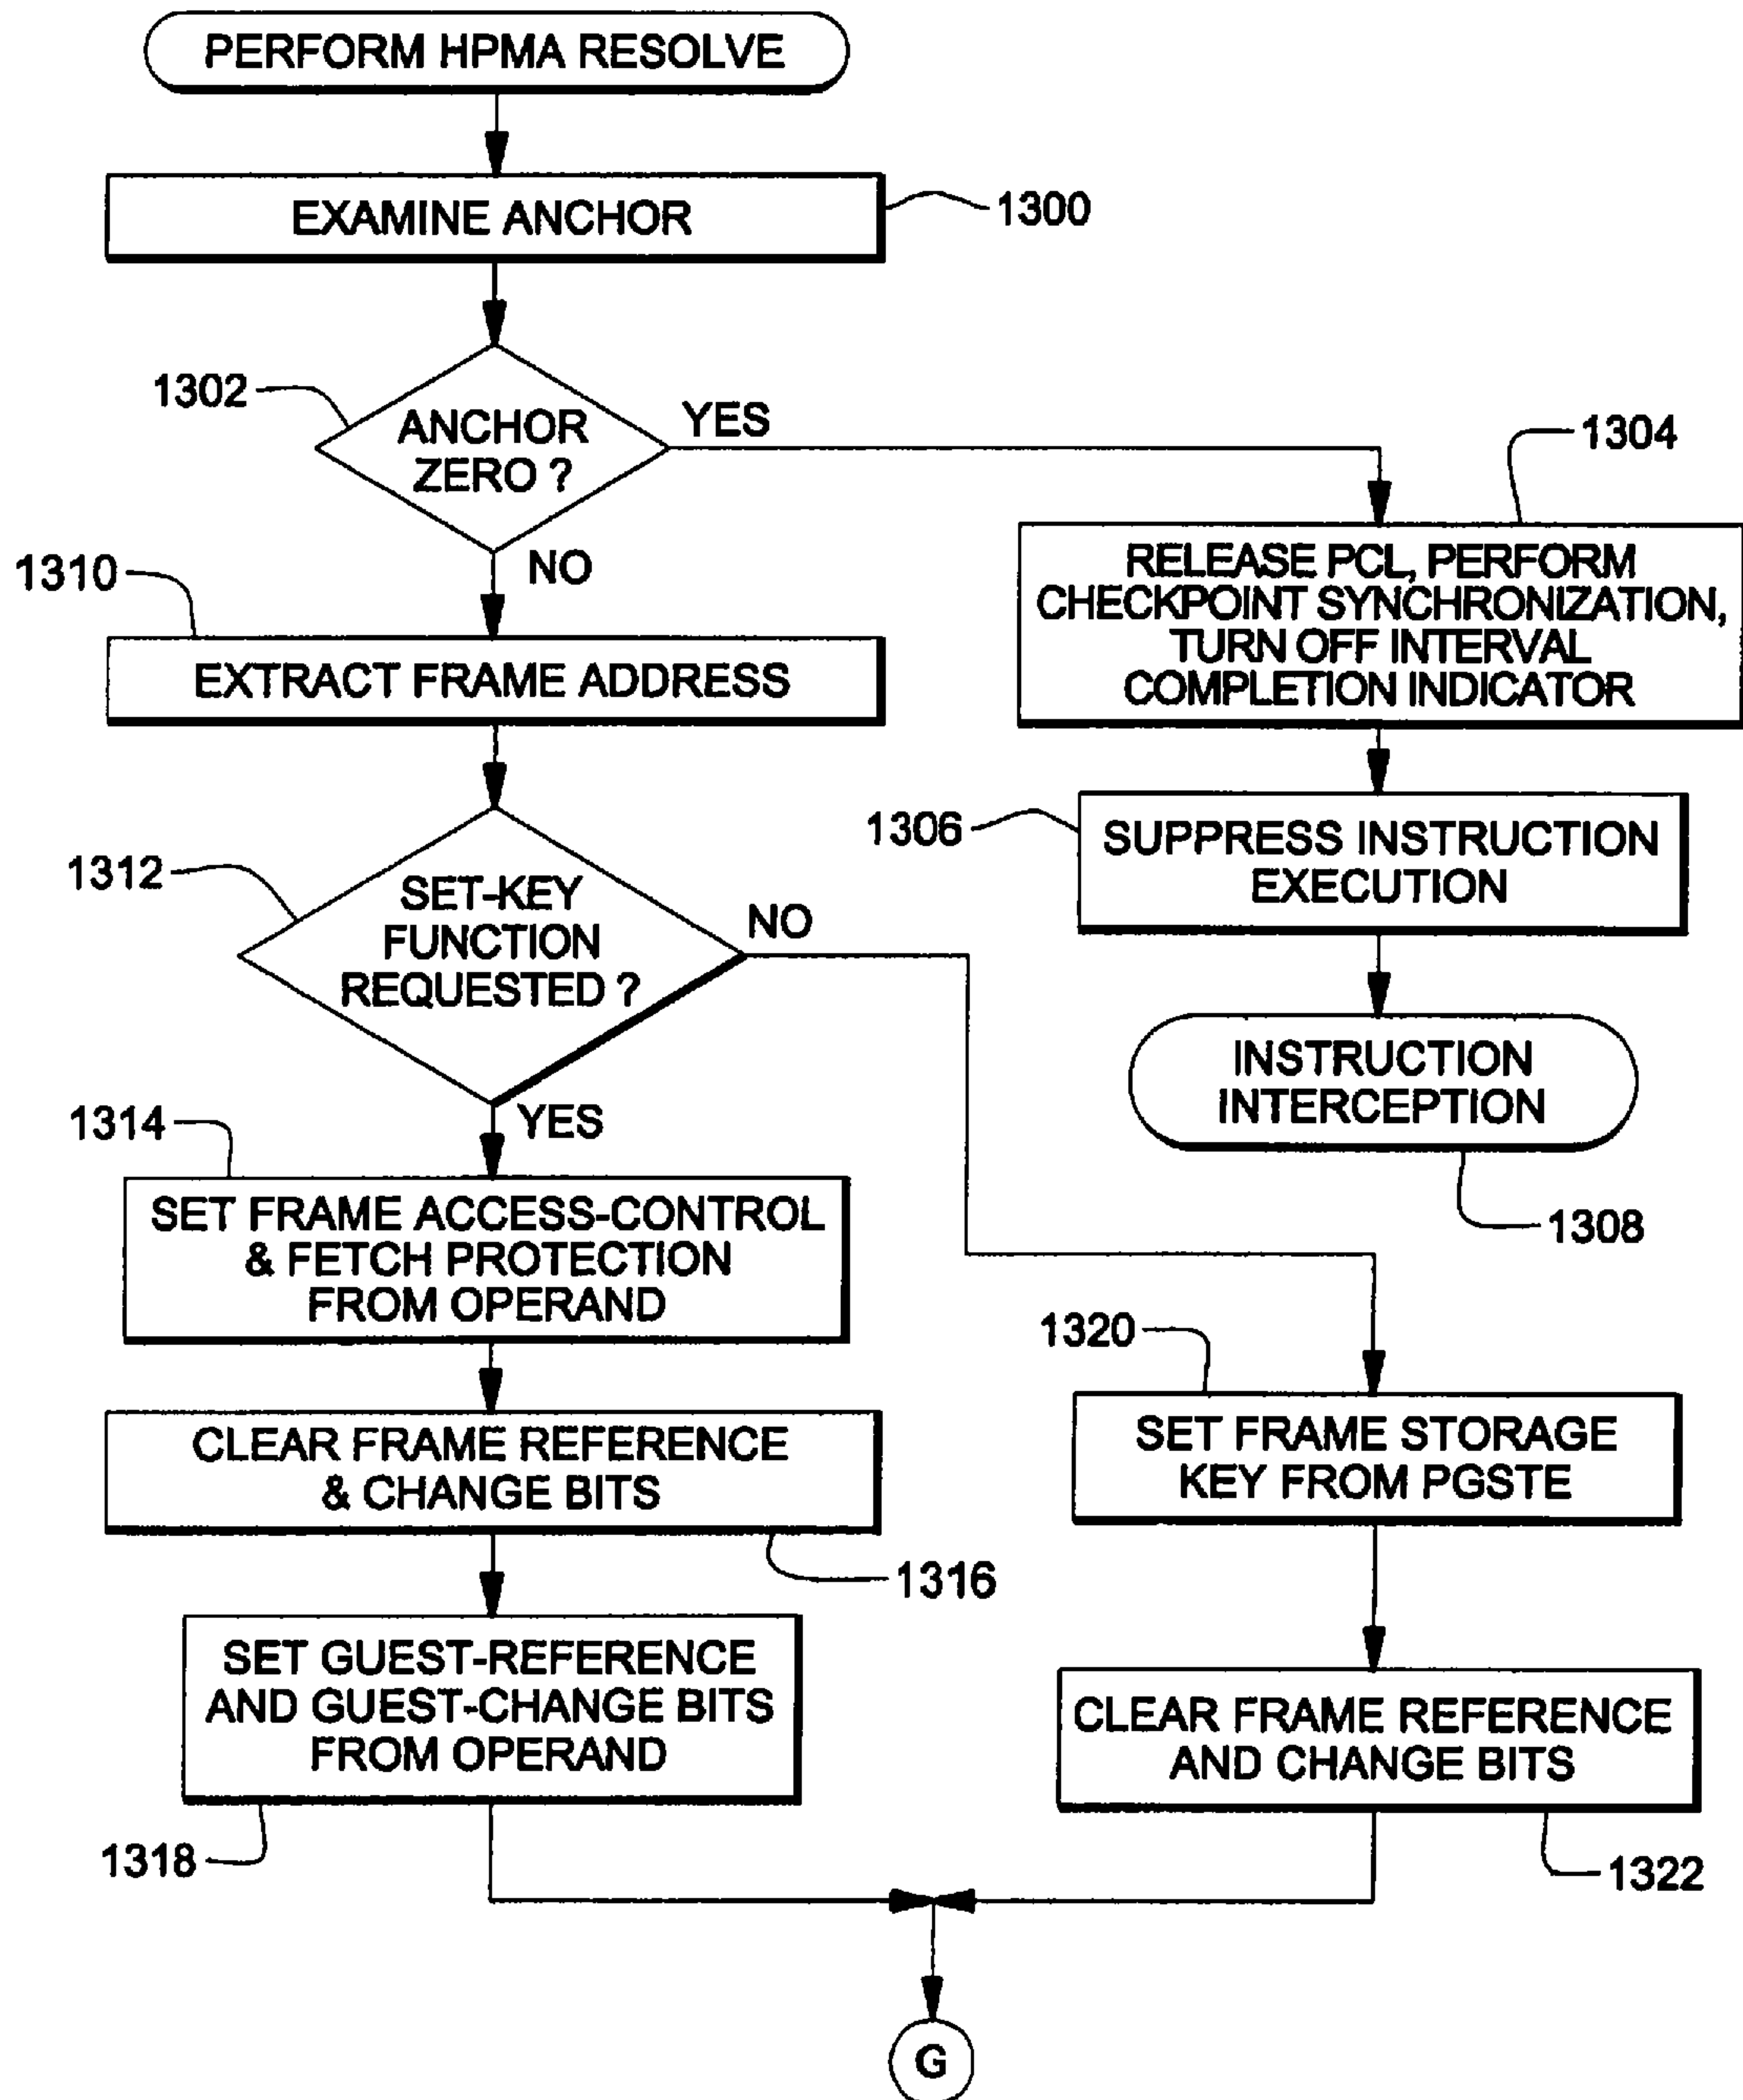 PERFORM HPMA RESOLVE
EXAMINE ANCHOR
1300
1302
ANCHOR
ZERO ?
YES
NO
1304
RELEASE PCL, PERFORM
CHECKPOINT SYNCHRONIZATION,
TURN OFF INTERVAL
COMPLETION INDICATOR
1306
SUPPRESS INSTRUCTION
EXECUTION
INSTRUCTION
INTERCEPTION
1308
1310
EXTRACT FRAME ADDRESS
1312
SET-KEY
FUNCTION
REQUESTED ?
NO
YES
1314
SET FRAME ACCESS-CONTROL
& FETCH PROTECTION
FROM OPERAND
CLEAR FRAME REFERENCE
& CHANGE BITS
1316
SET GUEST-REFERENCE
AND GUEST-CHANGE BITS
FROM OPERAND
1318
1320
SET FRAME STORAGE
KEY FROM PGSTE
CLEAR FRAME REFERENCE
AND CHANGE BITS
1322
G